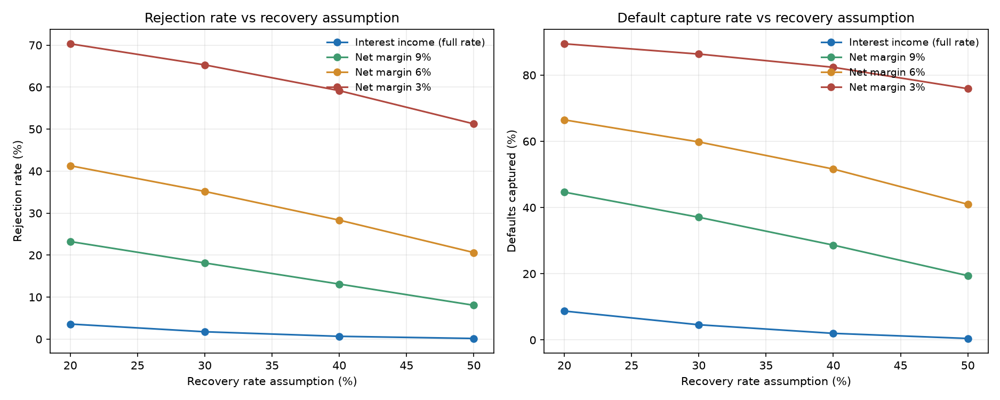 Rejection rate vs recovery assumption
Rejection rate (%)
70
60
50
40
30
20
10
0
20 25 30 35 40 45 50
Recovery rate assumption (%)
Interest income (full rate)
Net margin 9%
Net margin 6%
Net margin 3%
Default capture rate vs recovery assumption
Defaults captured (%)
80
60
40
20
0
20 25 30 35 40 45 50
Recovery rate assumption (%)
Interest income (full rate)
Net margin 9%
Net margin 6%
Net margin 3%